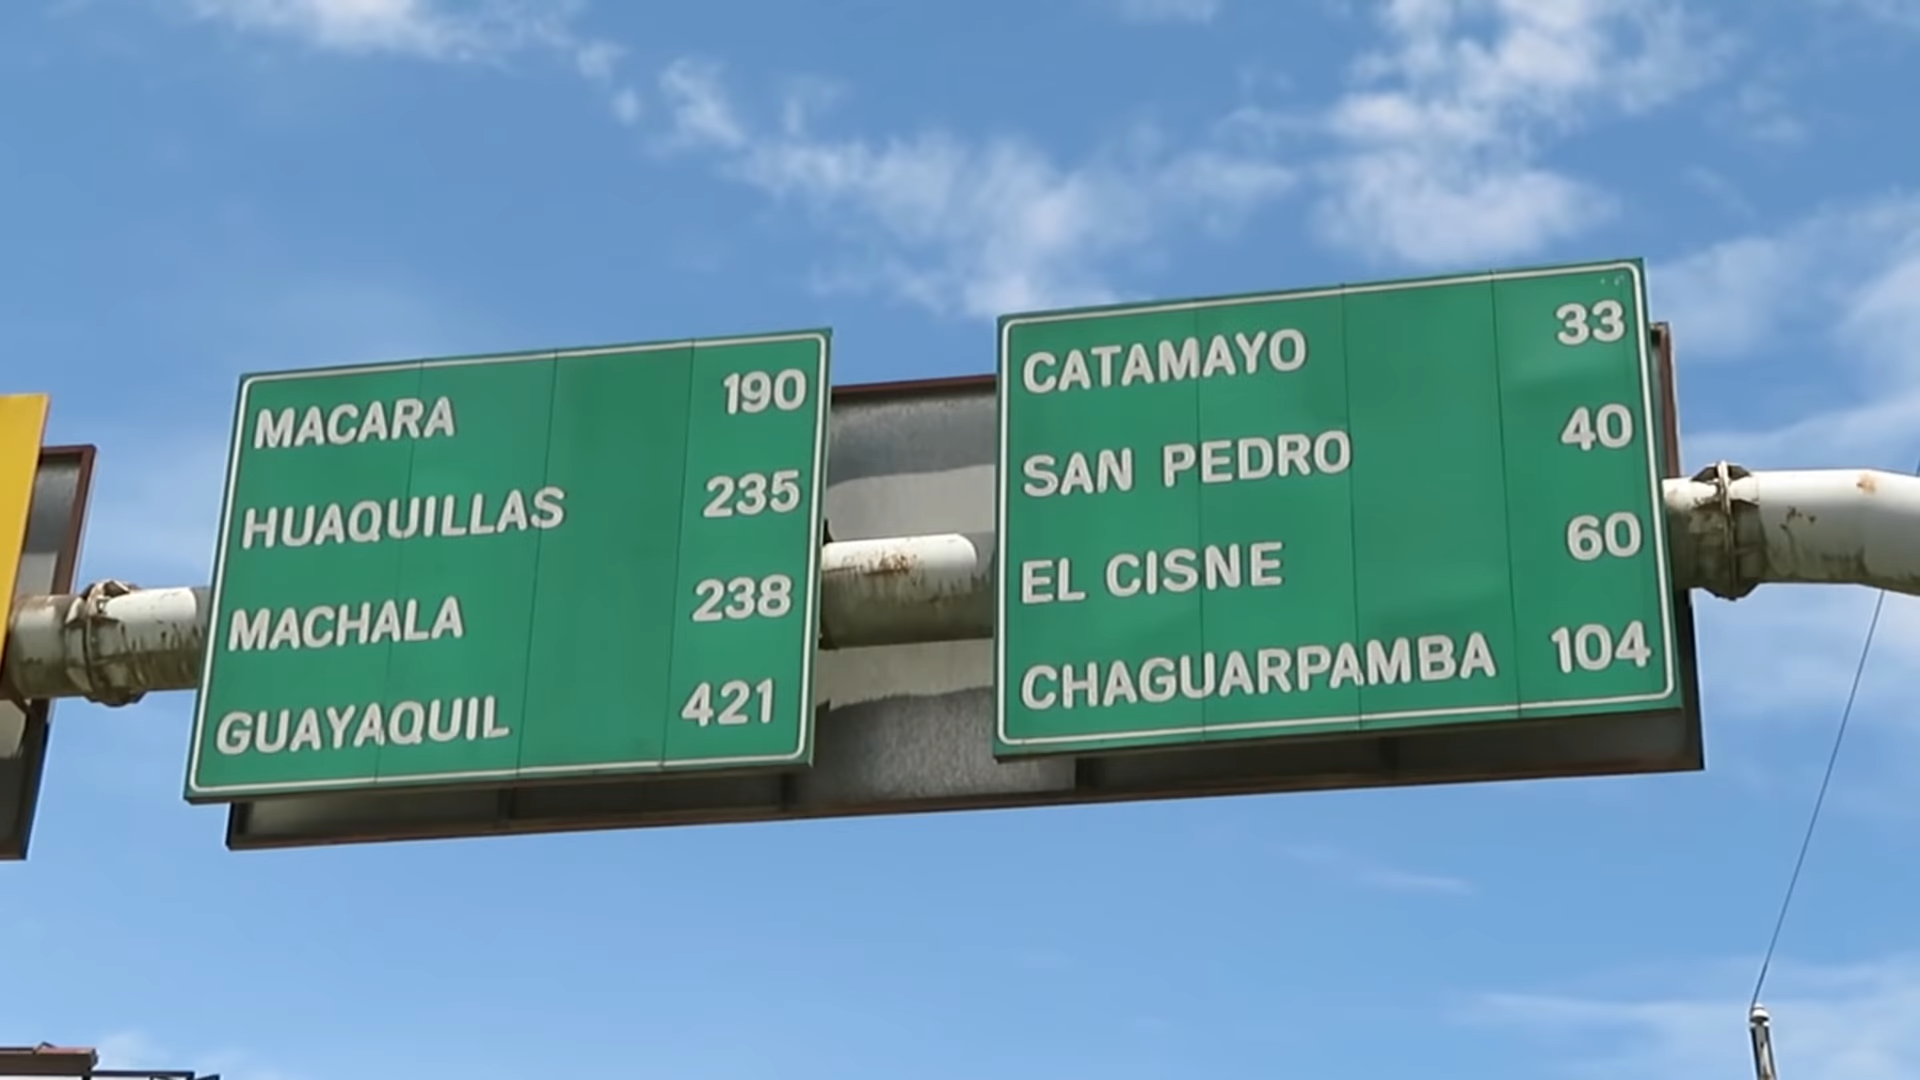 MACARA 190
HUAQUILLAS 235
MACHALA 238
GUAYAQUIL 421
CATAMAYO 33
SAN PEDRO 40
EL CISNE 60
CHAGUARPAMBA 104